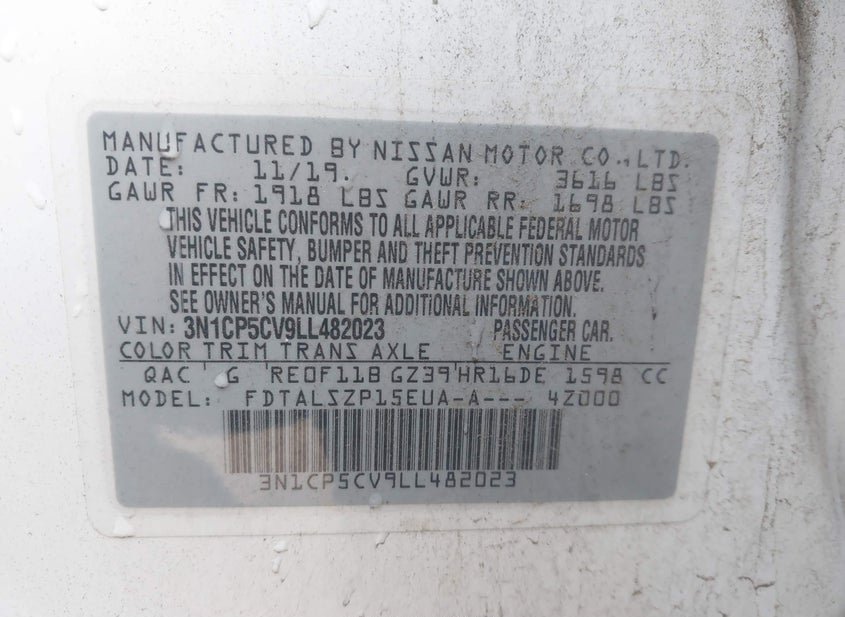 MANUFACTURED BY NISSAN MOTOR CO., LTD.
DATE: 11/19. GVWR: 3616 LBS
GAWR FR: 1918 LBS GAWR RR: 1698 LBS
THIS VEHICLE CONFORMS TO ALL APPLICABLE FEDERAL MOTOR
VEHICLE SAFETY, BUMPER AND THEFT PREVENTION STANDARDS
IN EFFECT ON THE DATE OF MANUFACTURE SHOWN ABOVE.
SEE OWNER'S MANUAL FOR ADDITIONAL INFORMATION.
VIN: 3N1CP5CV9LL482023 PASSENGER CAR.
COLOR TRIM TRANS AXLE ENGINE
QAC G RE0F11B GZ39 HR16DE 1598 CC
MODEL: FDTALSZP15EUA-A--- 4Z000
3N1CP5CV9LL482023